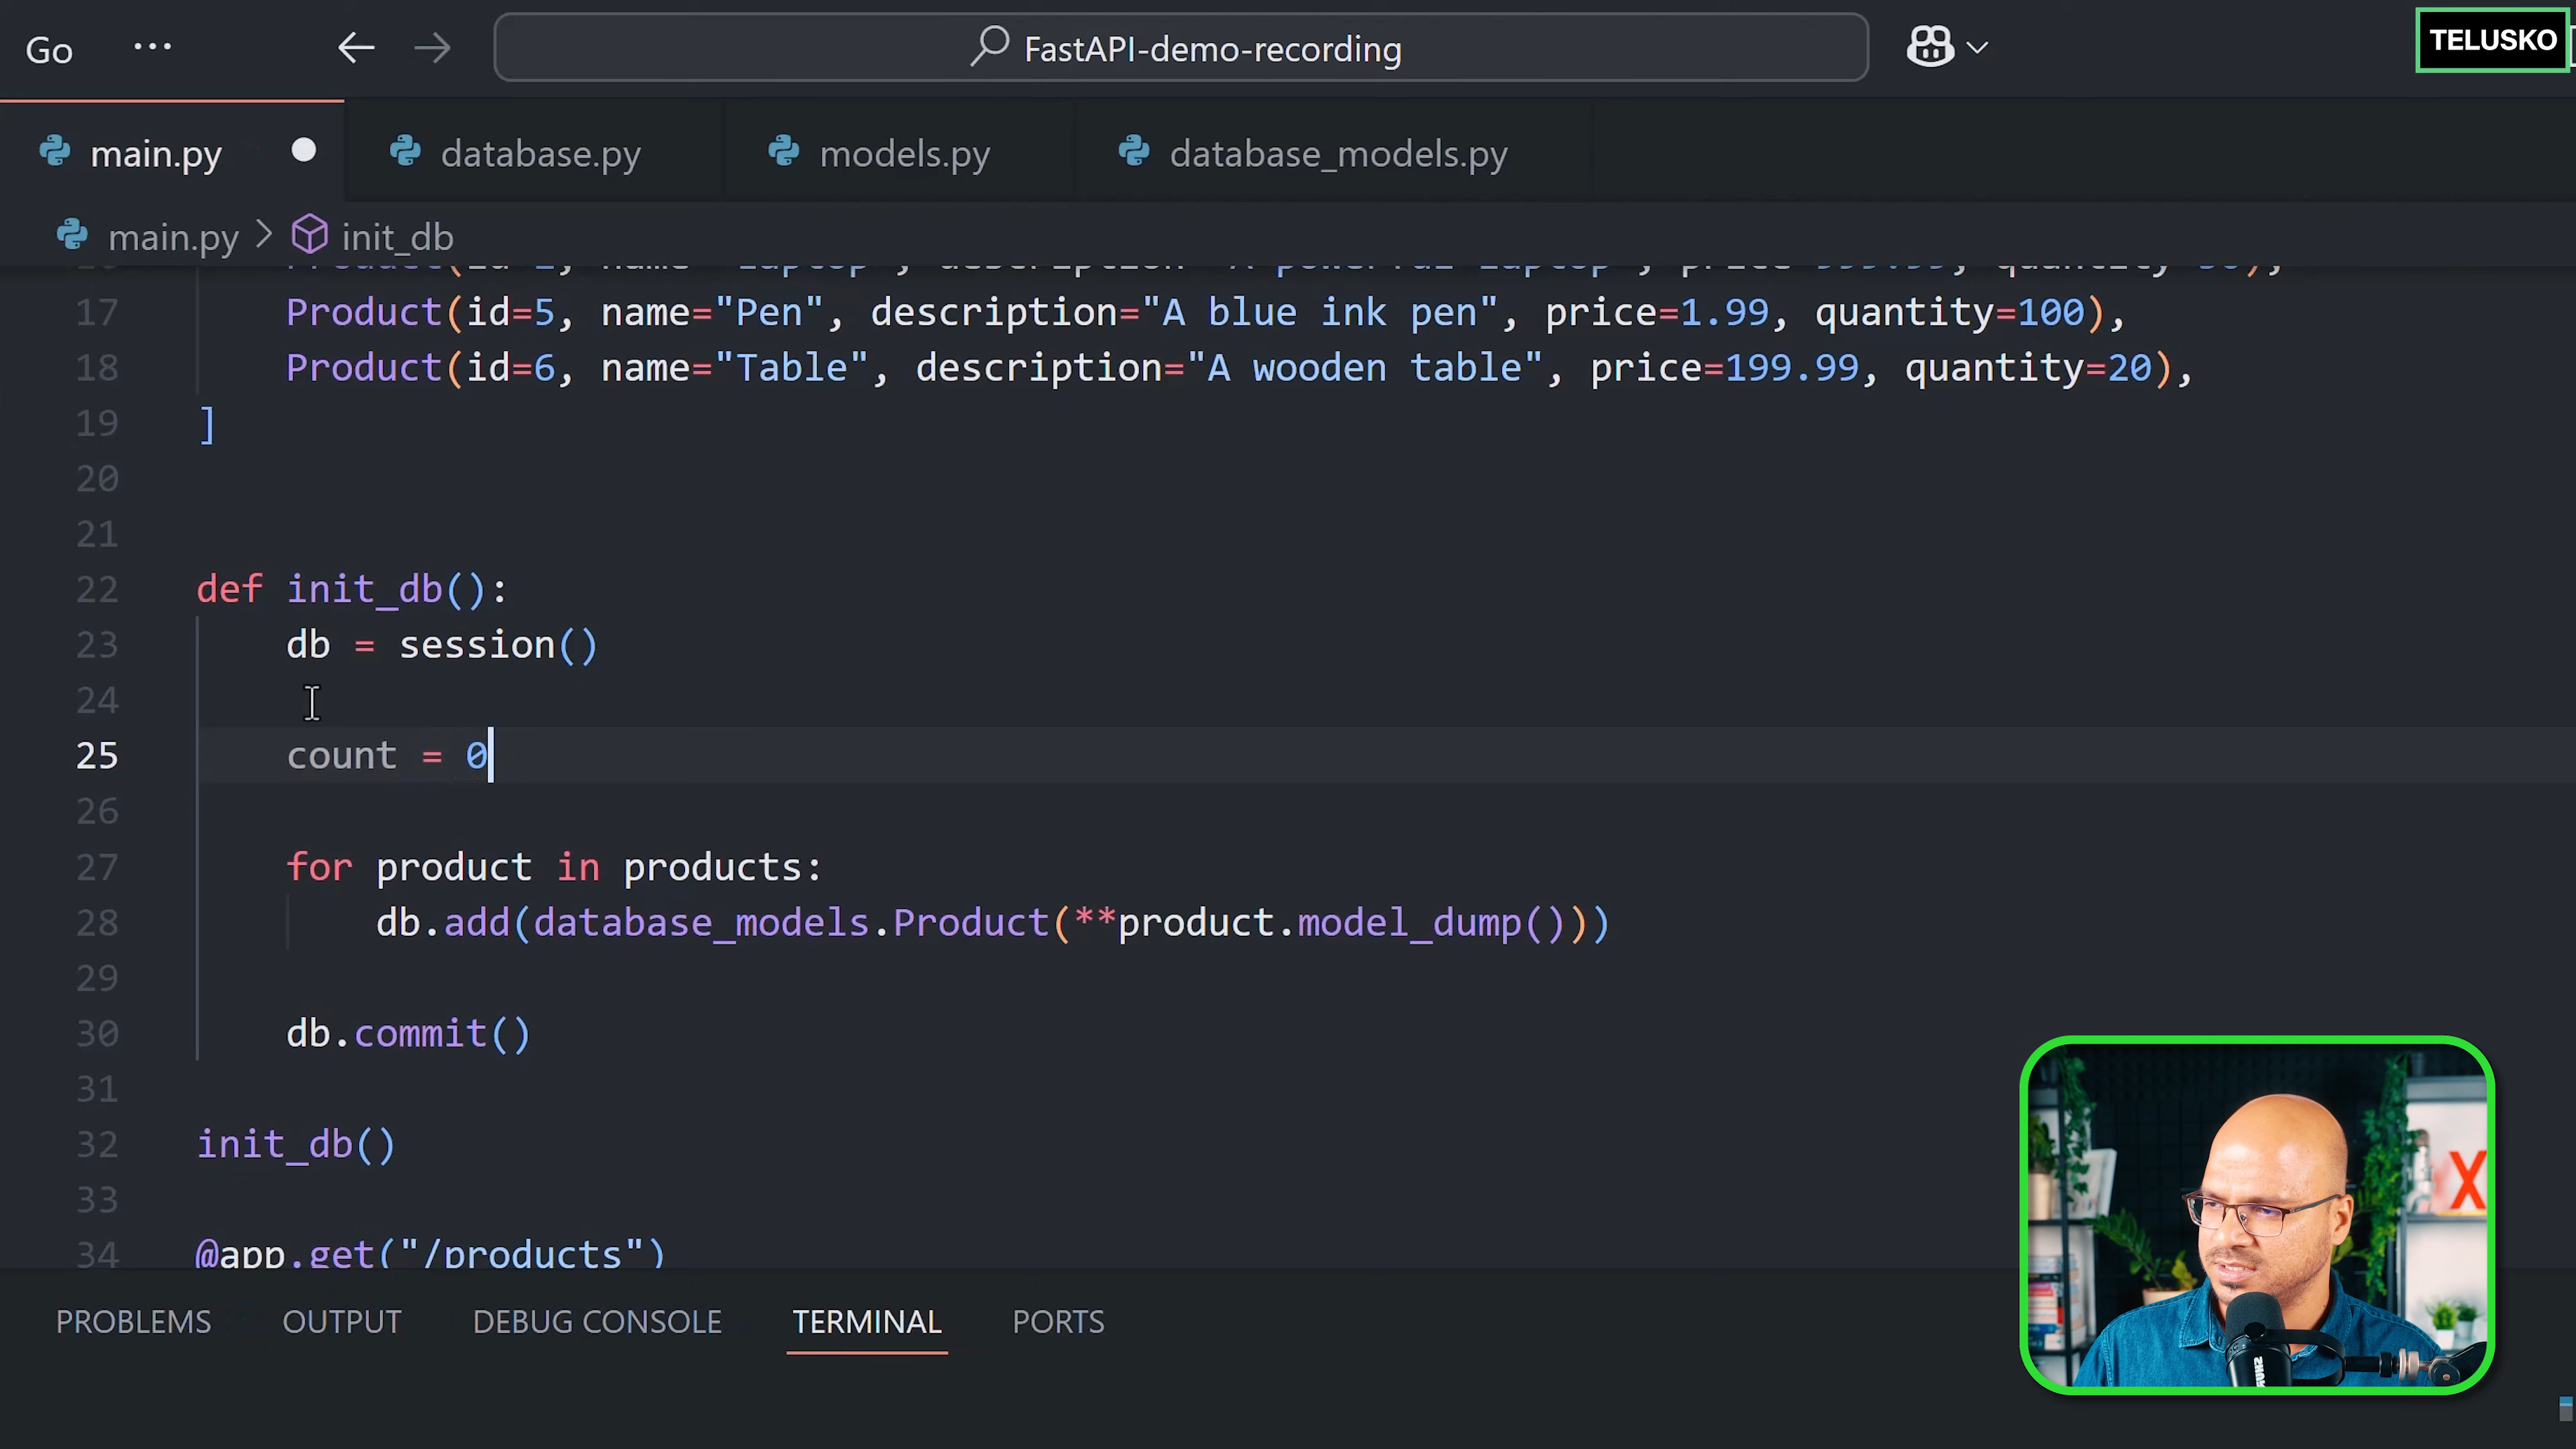 Go ... FastAPI-demo-recording TELUSKO
main.py database.py models.py database_models.py
main.py > init_db
17 Product(id=5, name="Pen", description="A blue ink pen", price=1.99, quantity=100),
18 Product(id=6, name="Table", description="A wooden table", price=199.99, quantity=20),
19 ]
20
21
22 def init_db():
23 db = session()
24
25 count = 0
26
27 for product in products:
28 db.add(database_models.Product(**product.model_dump()))
29
30 db.commit()
31
32 init_db()
33
34 @app.get("/products")
PROBLEMS OUTPUT DEBUG CONSOLE TERMINAL PORTS
X